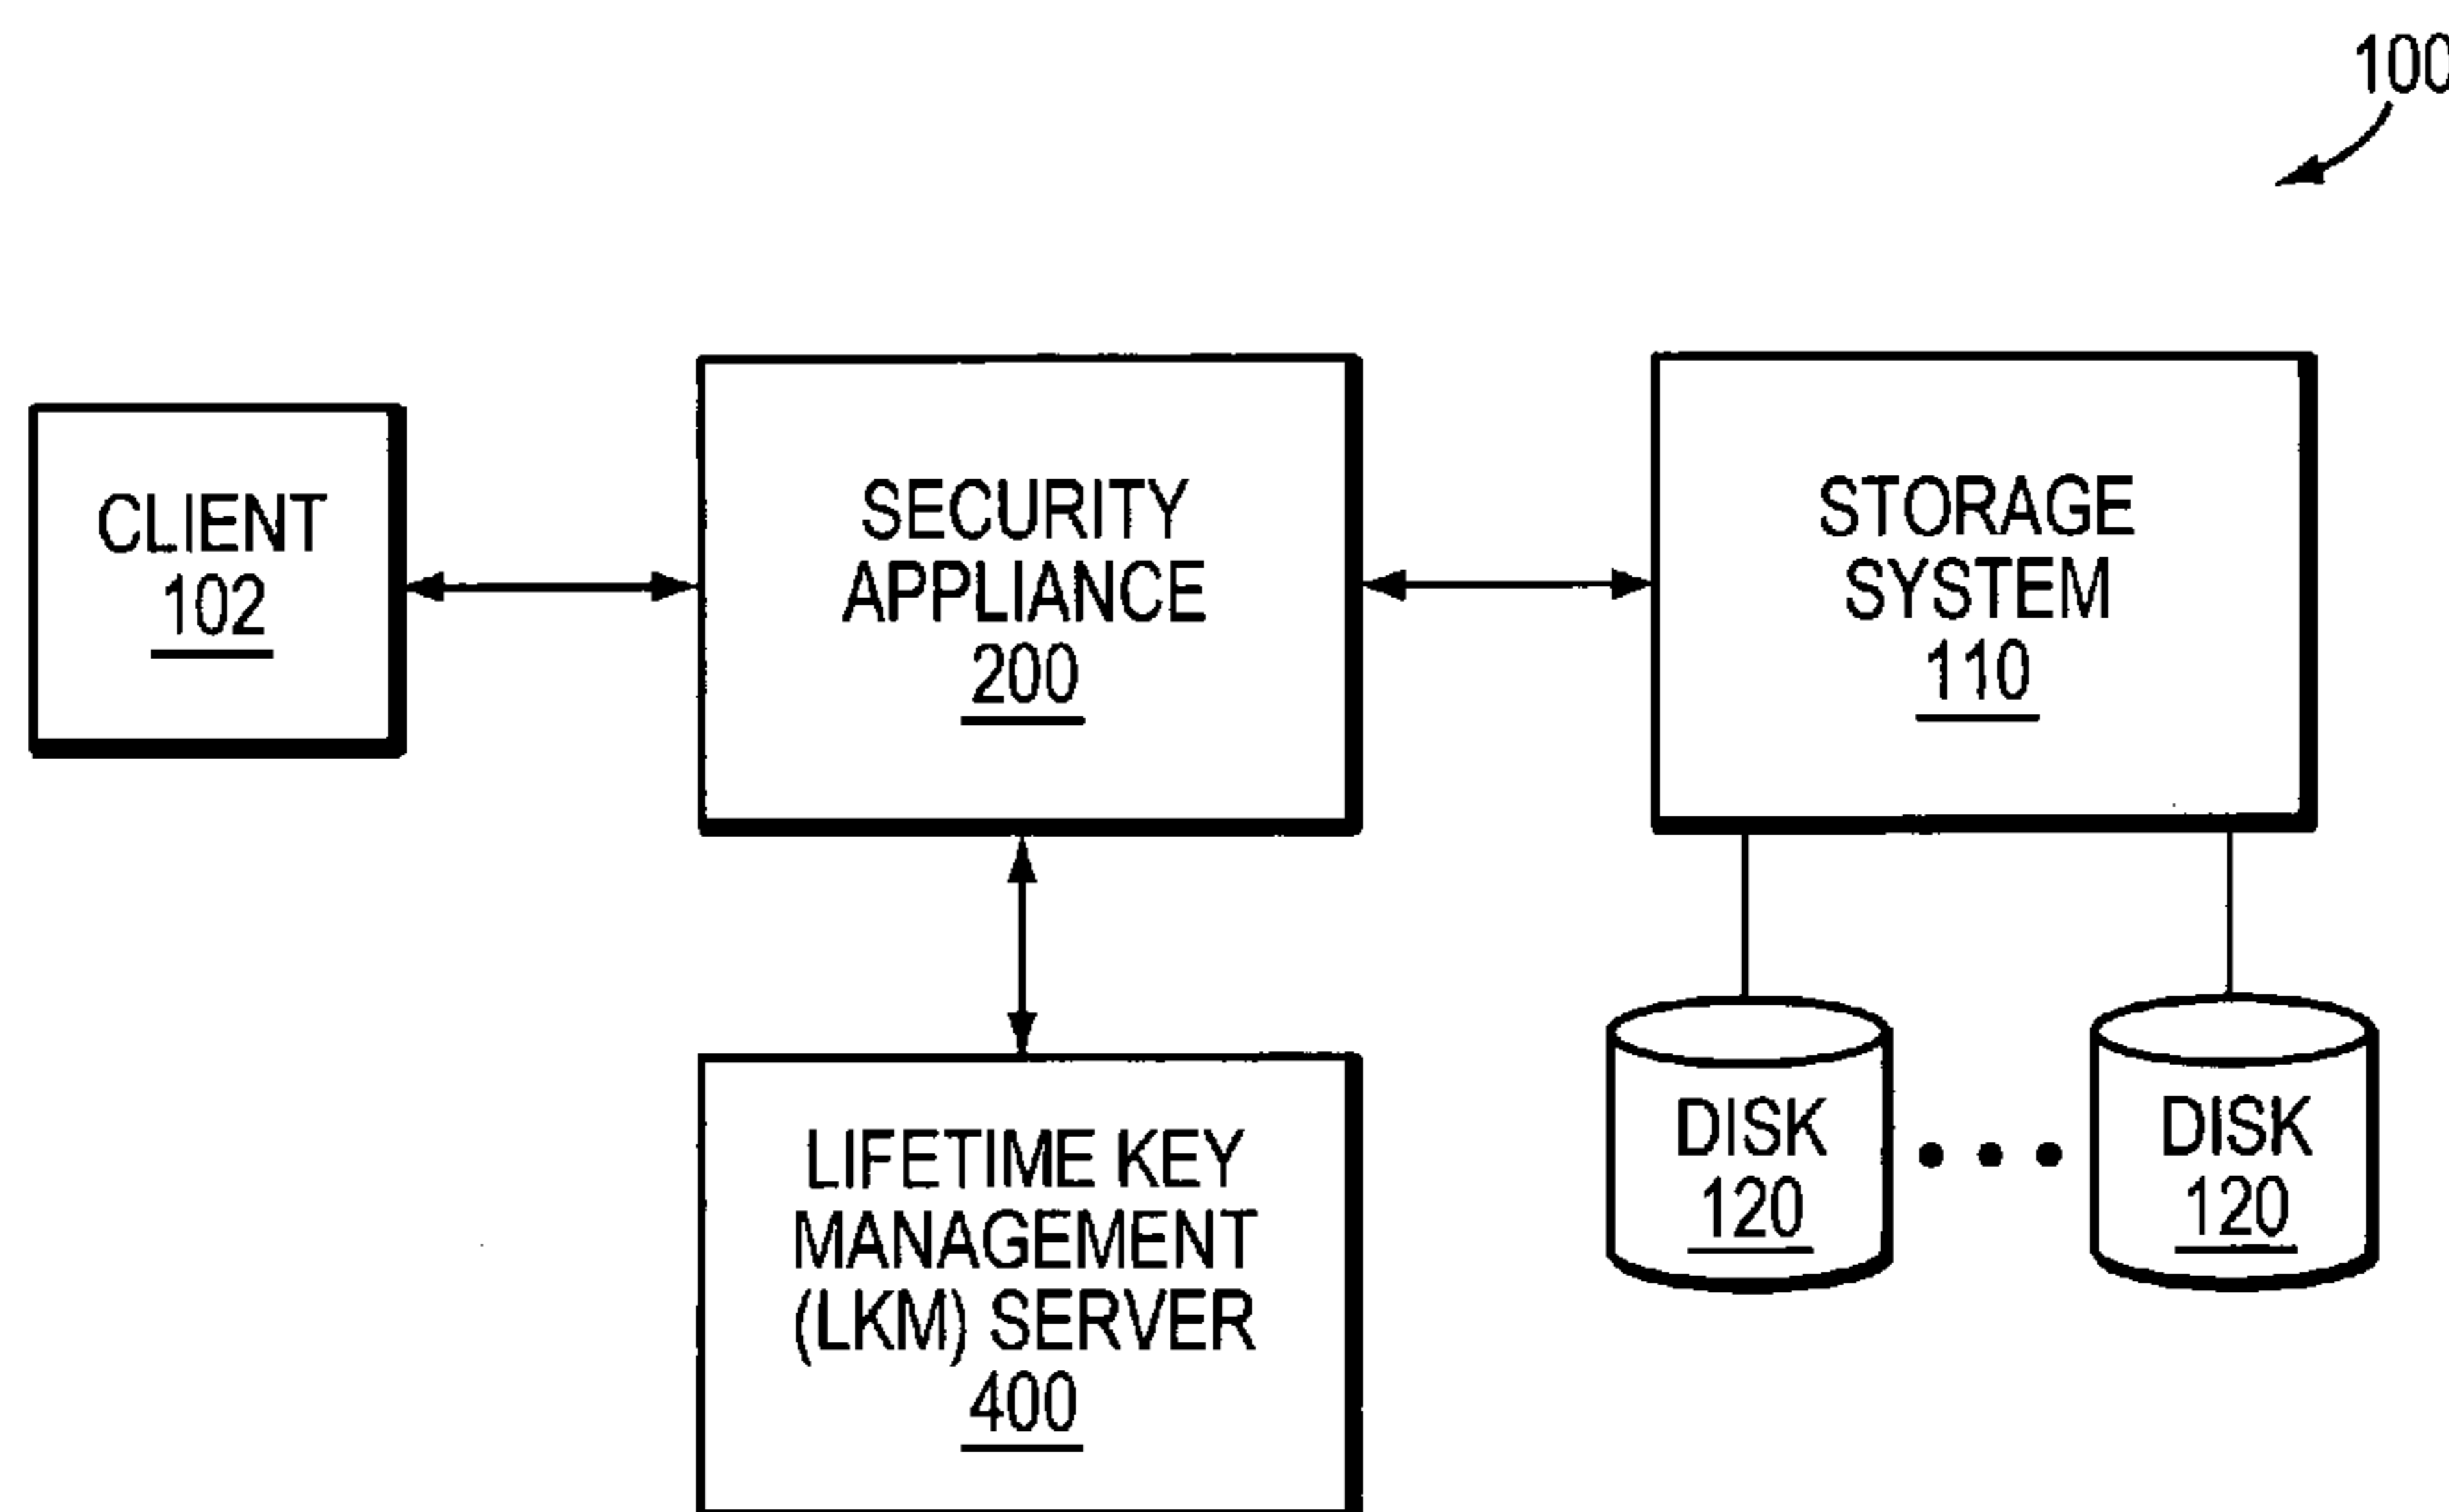 100
CLIENT
102
SECURITY
APPLIANCE
200
STORAGE
SYSTEM
110
LIFETIME KEY
MANAGEMENT
(LKM) SERVER
400
DISK
120
DISK
120